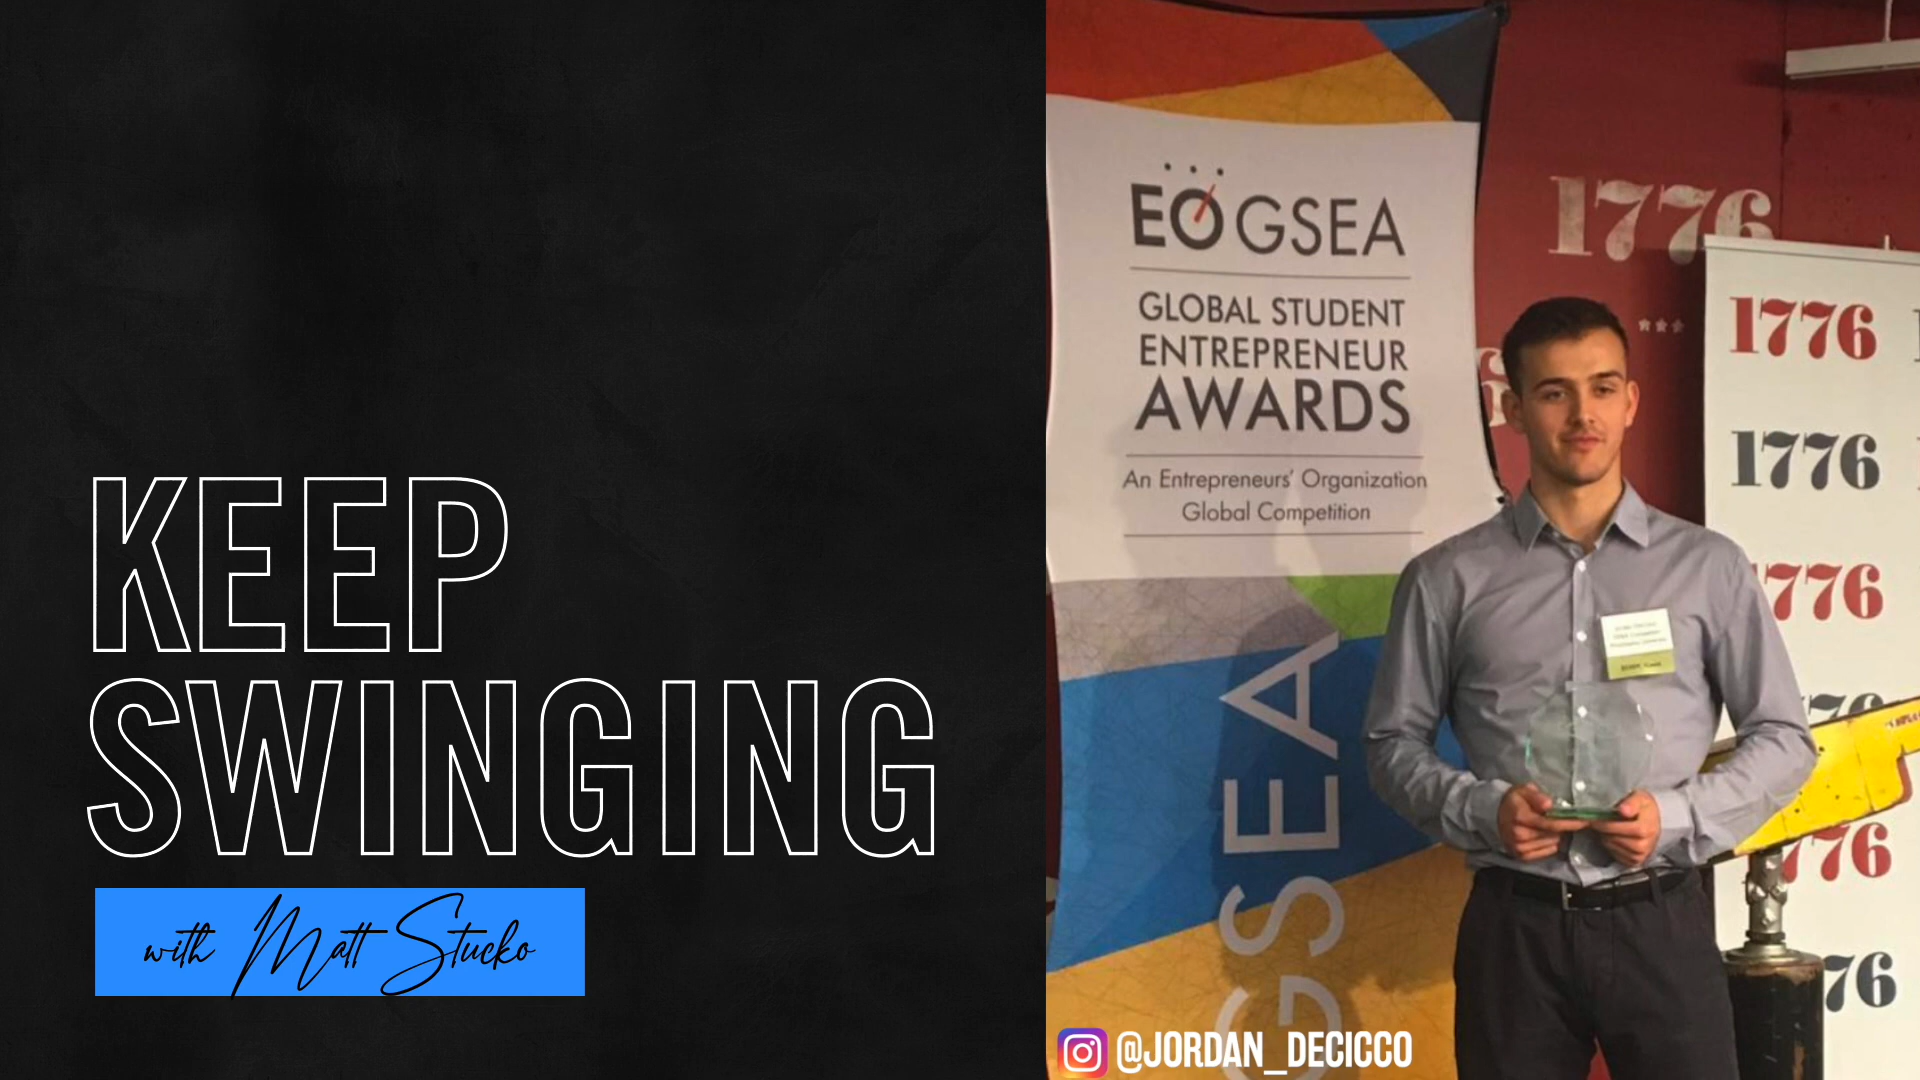 KEEP
SWINGING
with Matt Stucko
EO GSEA
GLOBAL STUDENT
ENTREPRENEUR
AWARDS
An Entrepreneurs' Organization
Global Competition
GSEA
1776
1776
1776
1776
776
776
776
@JORDAN_DECICCO